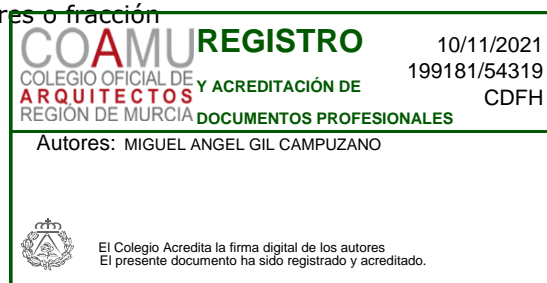 res o fracción
COAMU
COLEGIO OFICIAL DE
ARQUITECTOS
REGIÓN DE MURCIA
REGISTRO
Y ACREDITACIÓN DE
DOCUMENTOS PROFESIONALES
10/11/2021
199181/54319
CDFH
Autores: MIGUEL ANGEL GIL CAMPUZANO
El Colegio Acredita la firma digital de los autores
El presente documento ha sido registrado y acreditado.